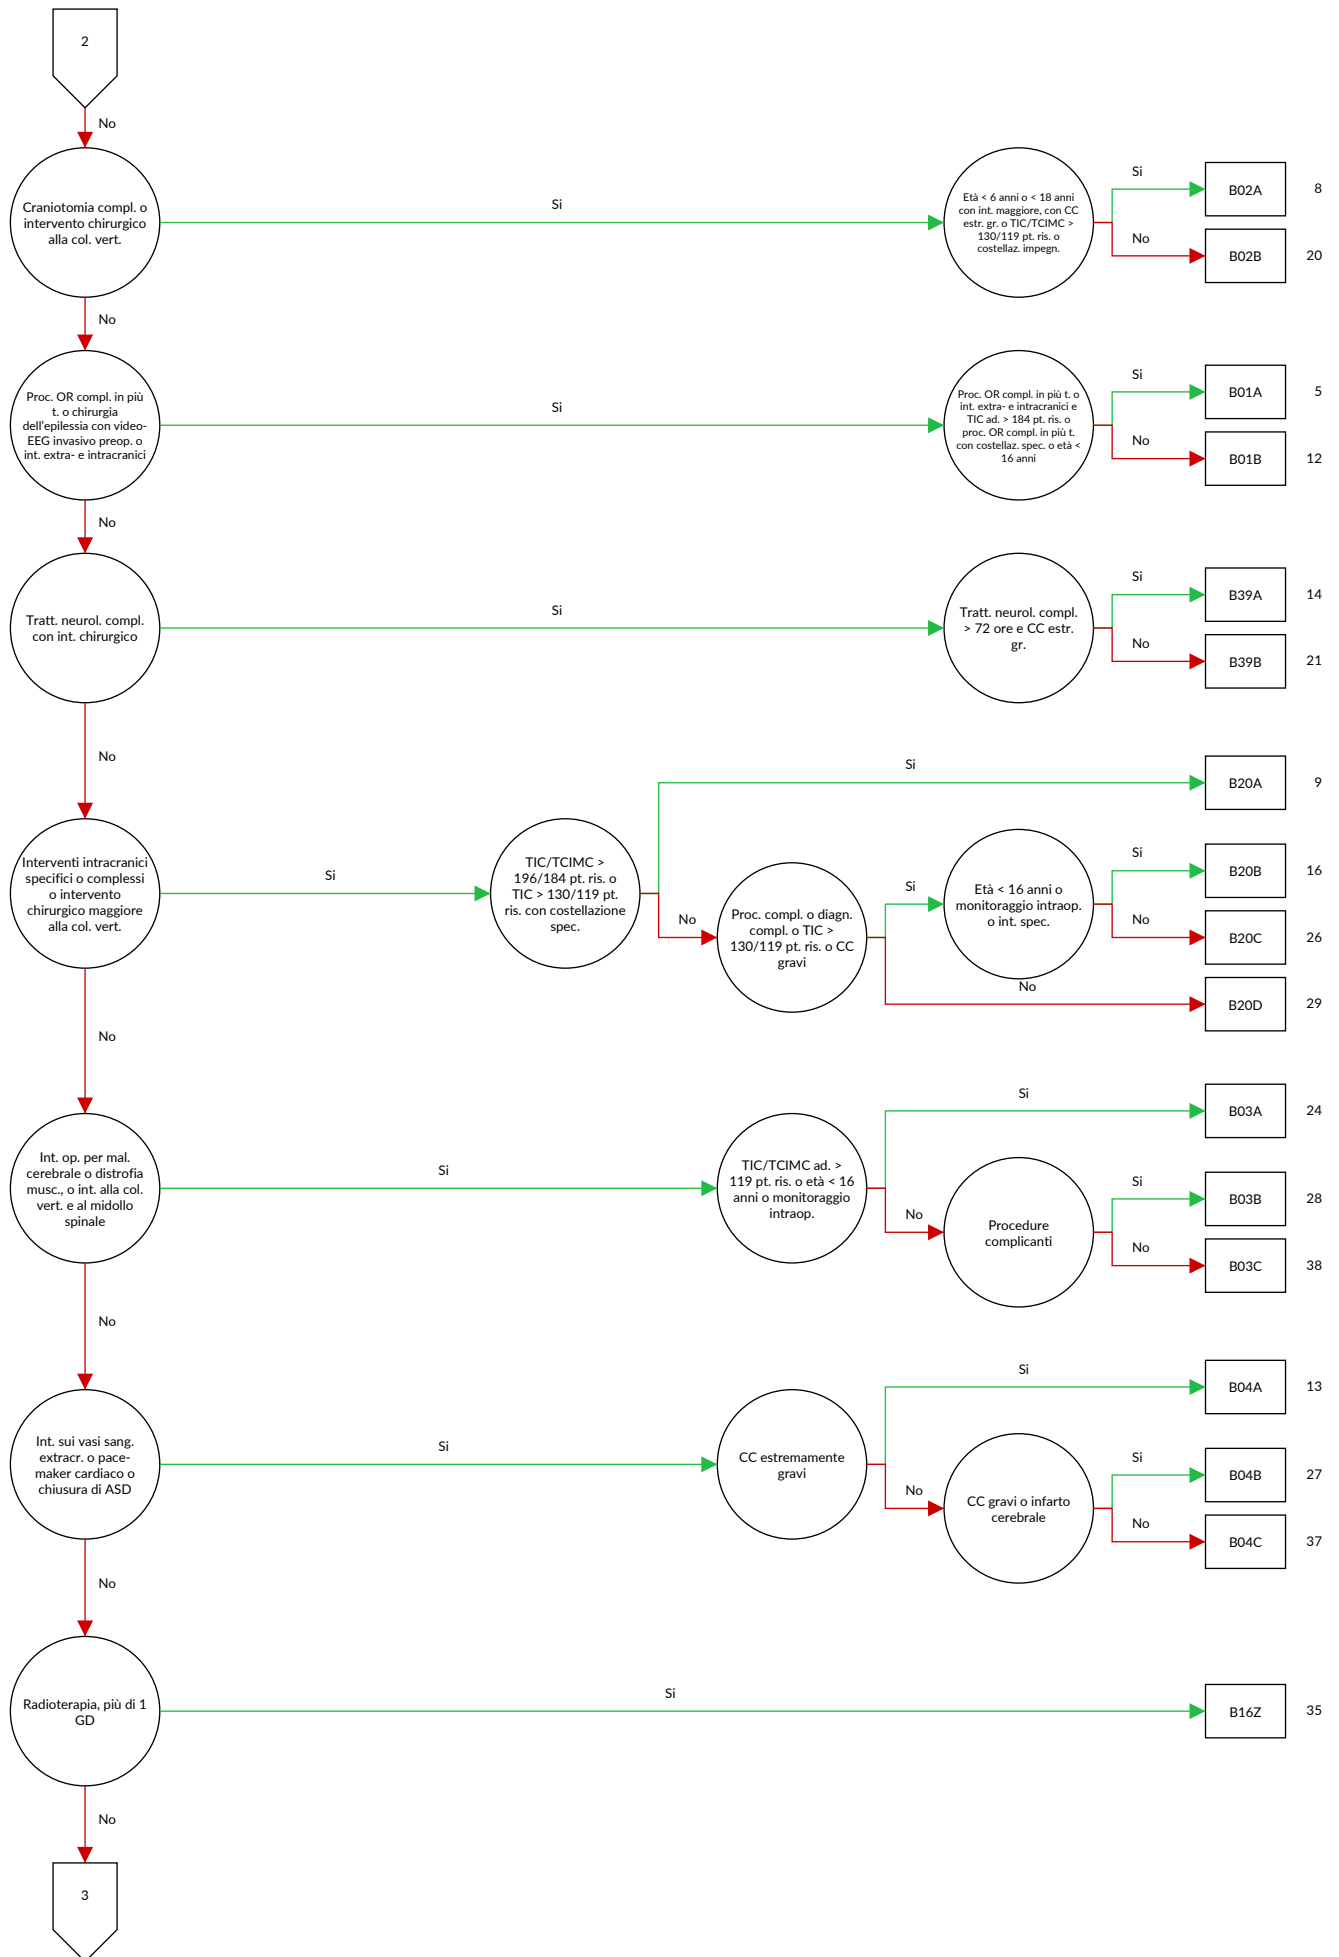 2
No
Craniotomia compl. o
intervento chirurgico
alla col. vert.
Si
Età < 6 anni o < 18 anni
con int. maggiore, con CC
estr. gr. o TIC/TCIMC >
130/119 pt. ris. o
costellaz. impegn.
Si
B02A
8
No
B02B
20
No
Proc. OR compl. in più
t. o chirurgia
dell'epilessia con video-
EEG invasivo preop. o
int. extra- e intracranici
Si
Proc. OR compl. in più t. o
int. extra- e intracranici e
TIC ad. > 184 pt. ris. o
proc. OR compl. in più t.
con costellaz. spec. o età <
16 anni
Si
B01A
5
No
B01B
12
No
Tratt. neurol. compl.
con int. chirurgico
Si
Tratt. neurol. compl.
> 72 ore e CC estr.
gr.
Si
B39A
14
No
B39B
21
No
Interventi intracranici
specifici o complessi
o intervento
chirurgico maggiore
alla col. vert.
Si
TIC/TCIMC >
196/184 pt. ris. o
TIC > 130/119 pt.
ris. con costellazione
spec.
Si
B20A
9
No
Proc. compl. o diagn.
compl. o TIC >
130/119 pt. ris. o CC
gravi
Si
Età < 16 anni o
monitoraggio intraop.
o int. spec.
Si
B20B
16
No
B20C
26
No
B20D
29
No
Int. op. per mal.
cerebrale o distrofia
musc., o int. alla col.
vert. e al midollo
spinale
Si
TIC/TCIMC ad. >
119 pt. ris. o età < 16
anni o monitoraggio
intraop.
Si
B03A
24
No
Procedure
complicanti
Si
B03B
28
No
B03C
38
No
Int. sui vasi sang.
extracr. o pace-
maker cardiaco o
chiusura di ASD
Si
CC estremamente
gravi
Si
B04A
13
No
CC gravi o infarto
cerebrale
Si
B04B
27
No
B04C
37
No
Radioterapia, più di 1
GD
Si
B16Z
35
No
3